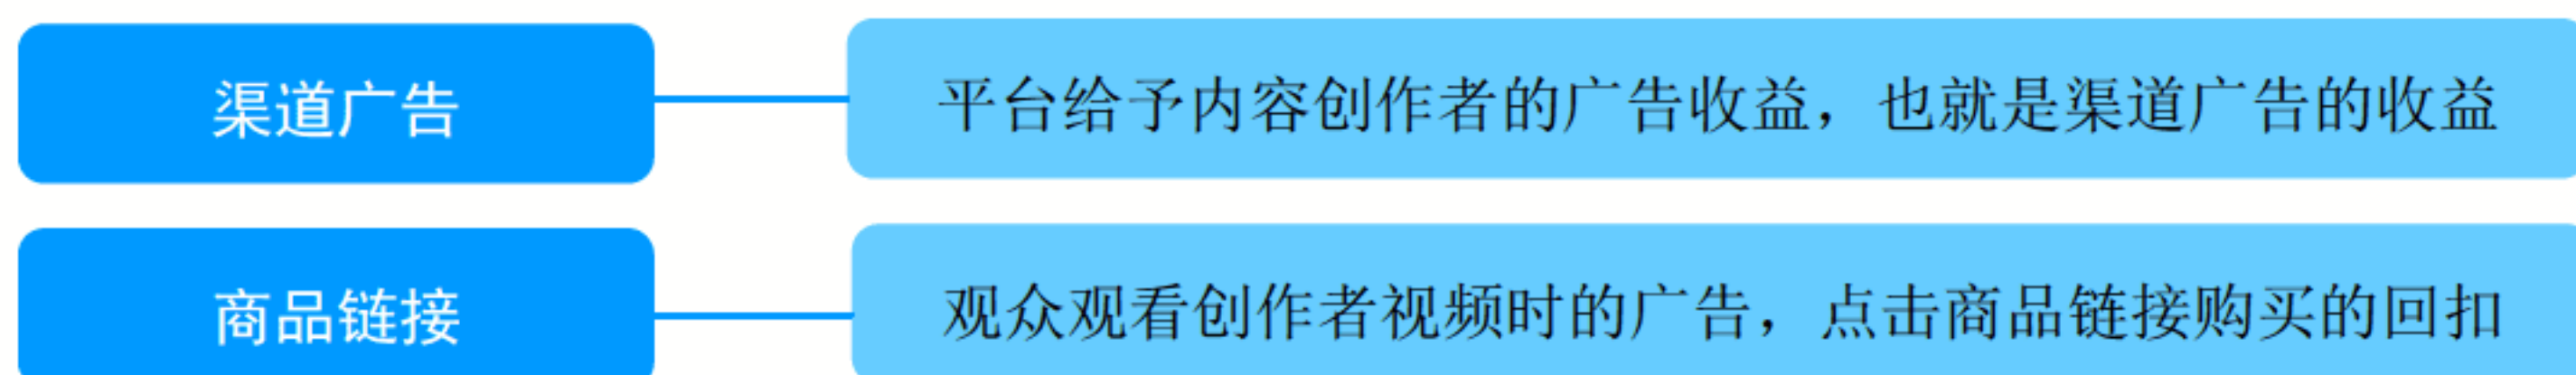 渠道广告
平台给予内容创作者的广告收益，也就是渠道广告的收益
商品链接
观众观看创作者视频时的广告，点击商品链接购买的回扣